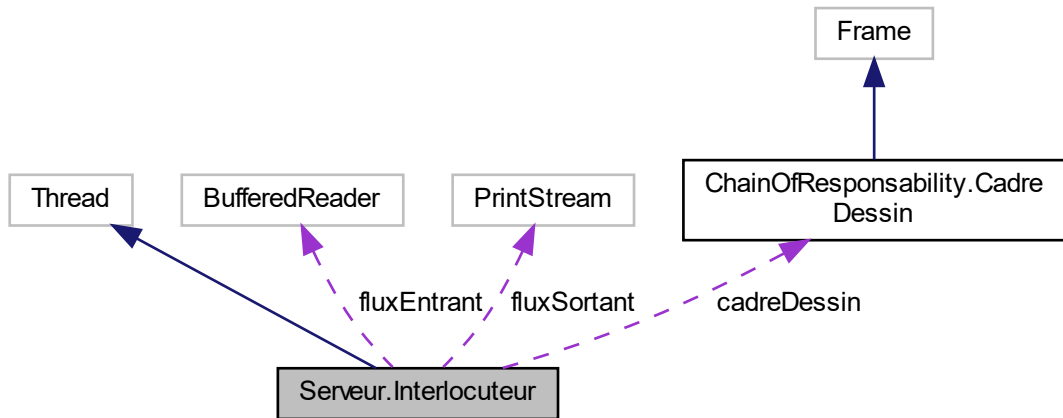 Frame
Thread
BufferedReader
PrintStream
ChainOfResponsability.Cadre
Dessin
fluxEntrant
fluxSortant
cadreDessin
Serveur.Interlocuteur